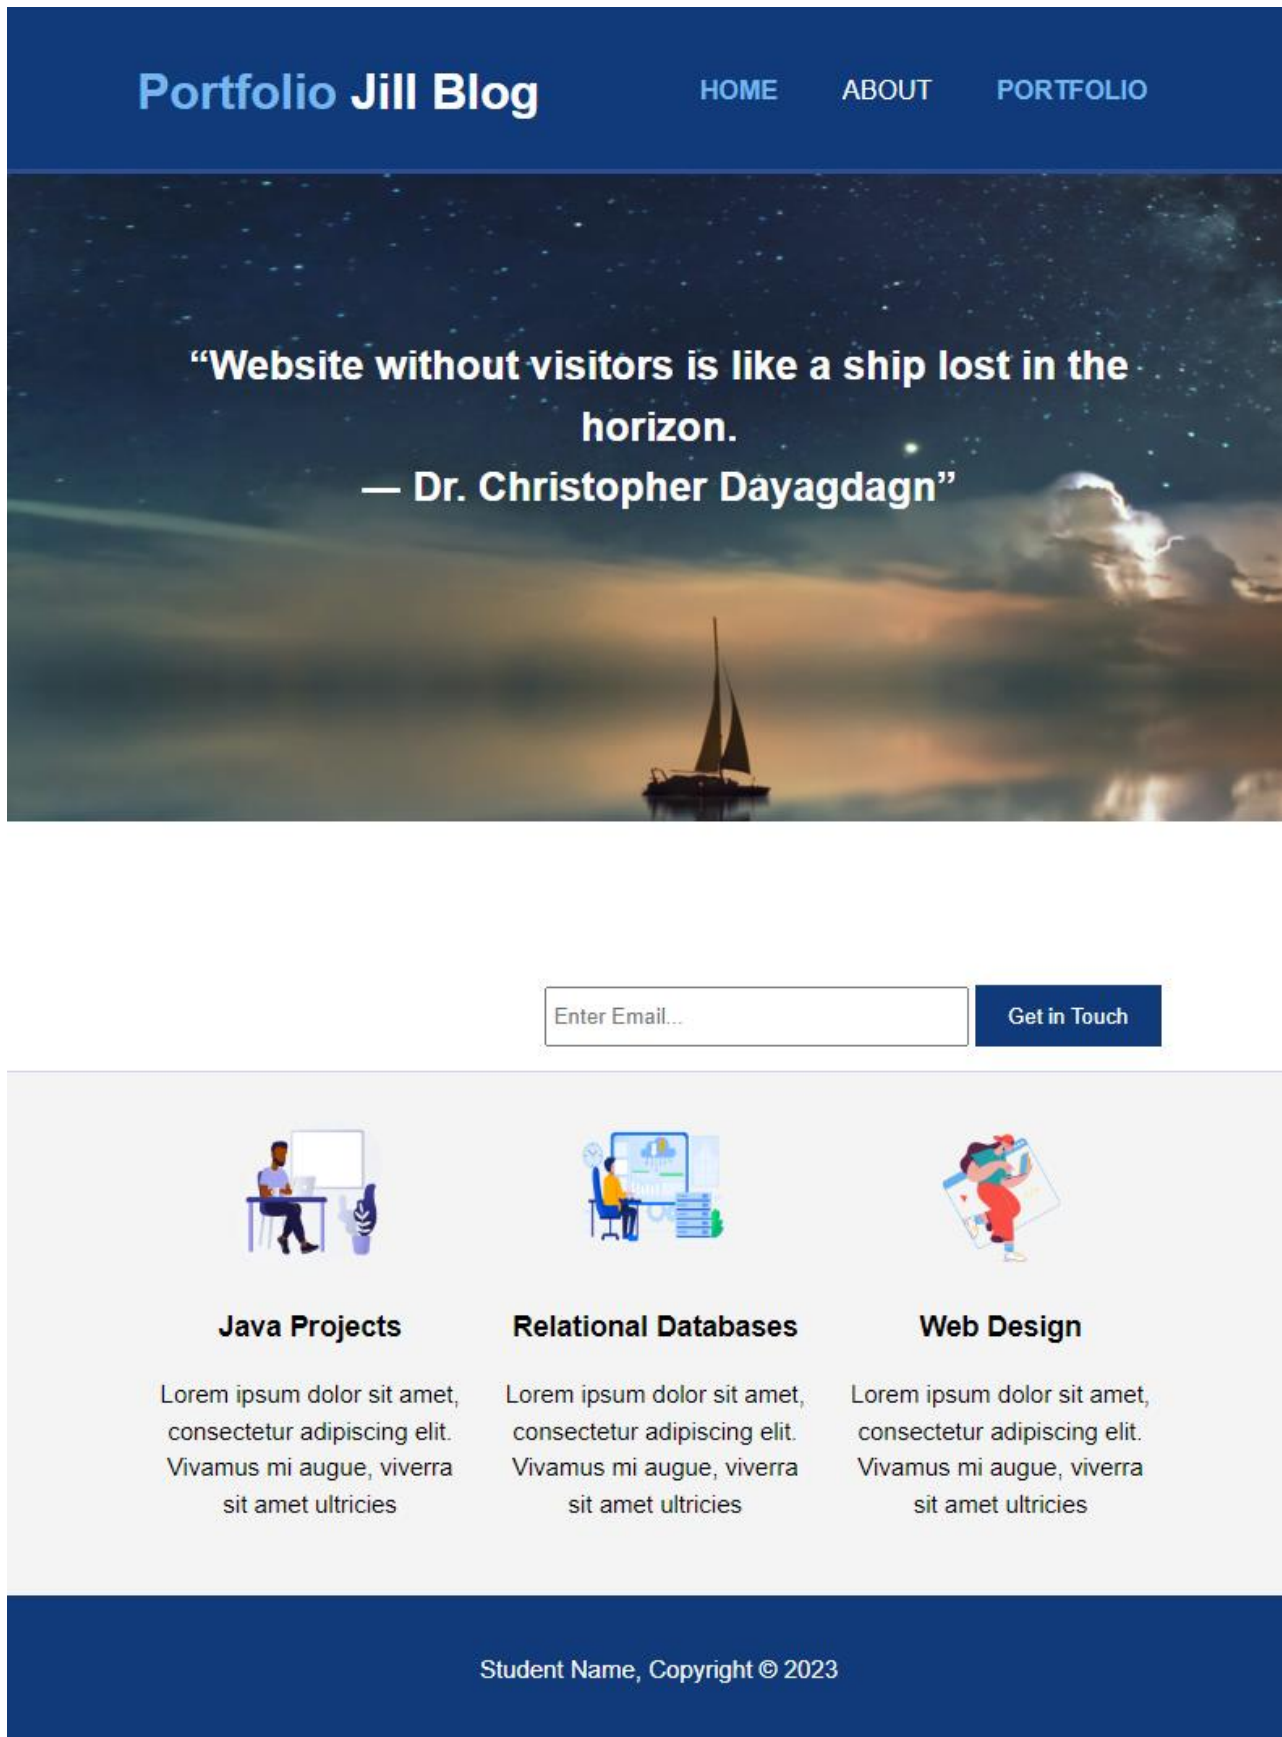 Portfolio Jill Blog
HOME ABOUT PORTFOLIO
“Website without visitors is like a ship lost in the
horizon.
— Dr. Christopher Dayagdagn”
Enter Email...
Get in Touch
Java Projects
Lorem ipsum dolor sit amet,
consectetur adipiscing elit.
Vivamus mi augue, viverra
sit amet ultricies
Relational Databases
Lorem ipsum dolor sit amet,
consectetur adipiscing elit.
Vivamus mi augue, viverra
sit amet ultricies
Web Design
Lorem ipsum dolor sit amet,
consectetur adipiscing elit.
Vivamus mi augue, viverra
sit amet ultricies
Student Name, Copyright © 2023